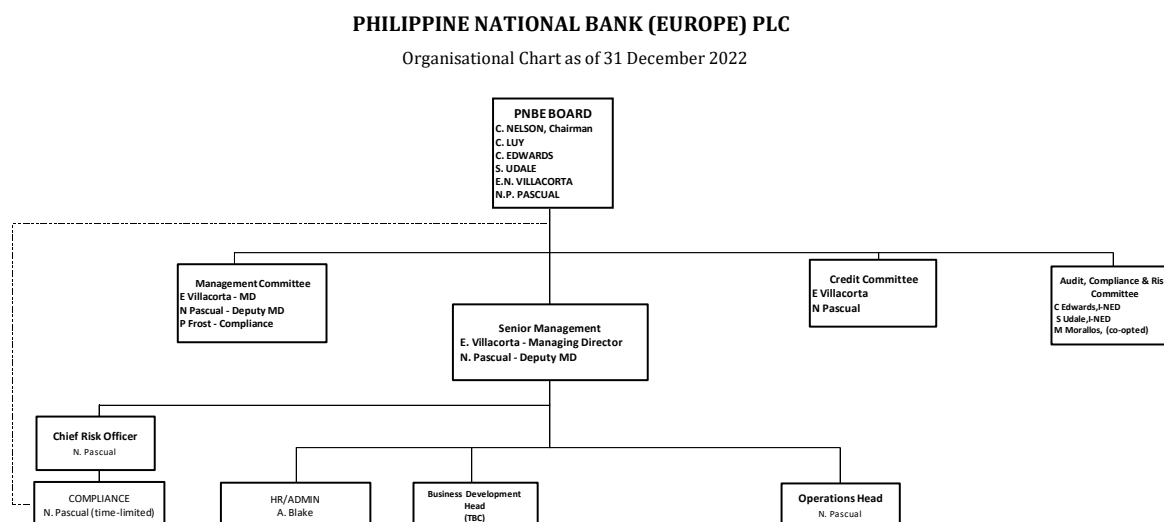 PHILIPPINE NATIONAL BANK (EUROPE) PLC
Organisational Chart as of 31 December 2022
PNBE BOARD
C. NELSON, Chairman
C. LUY
C. EDWARDS
S. UDALE
E.N. VILLACORTA
N.P. PASCUAL
Management Committee
E Villacorta - MD
N Pascual - Deputy MD
P Frost - Compliance
Senior Management
E. Villacorta - Managing Director
N. Pascual - Deputy MD
Credit Committee
E Villacorta
N Pascual
Audit, Compliance & Ris
Committee
C Edwards,I-NED
S Udale,I-NED
M Morallos, (co-opted)
Chief Risk Officer
N. Pascual
COMPLIANCE
N. Pascual (time-limited)
HR/ADMIN
A. Blake
Business Development
Head
(TBC)
Operations Head
N. Pascual